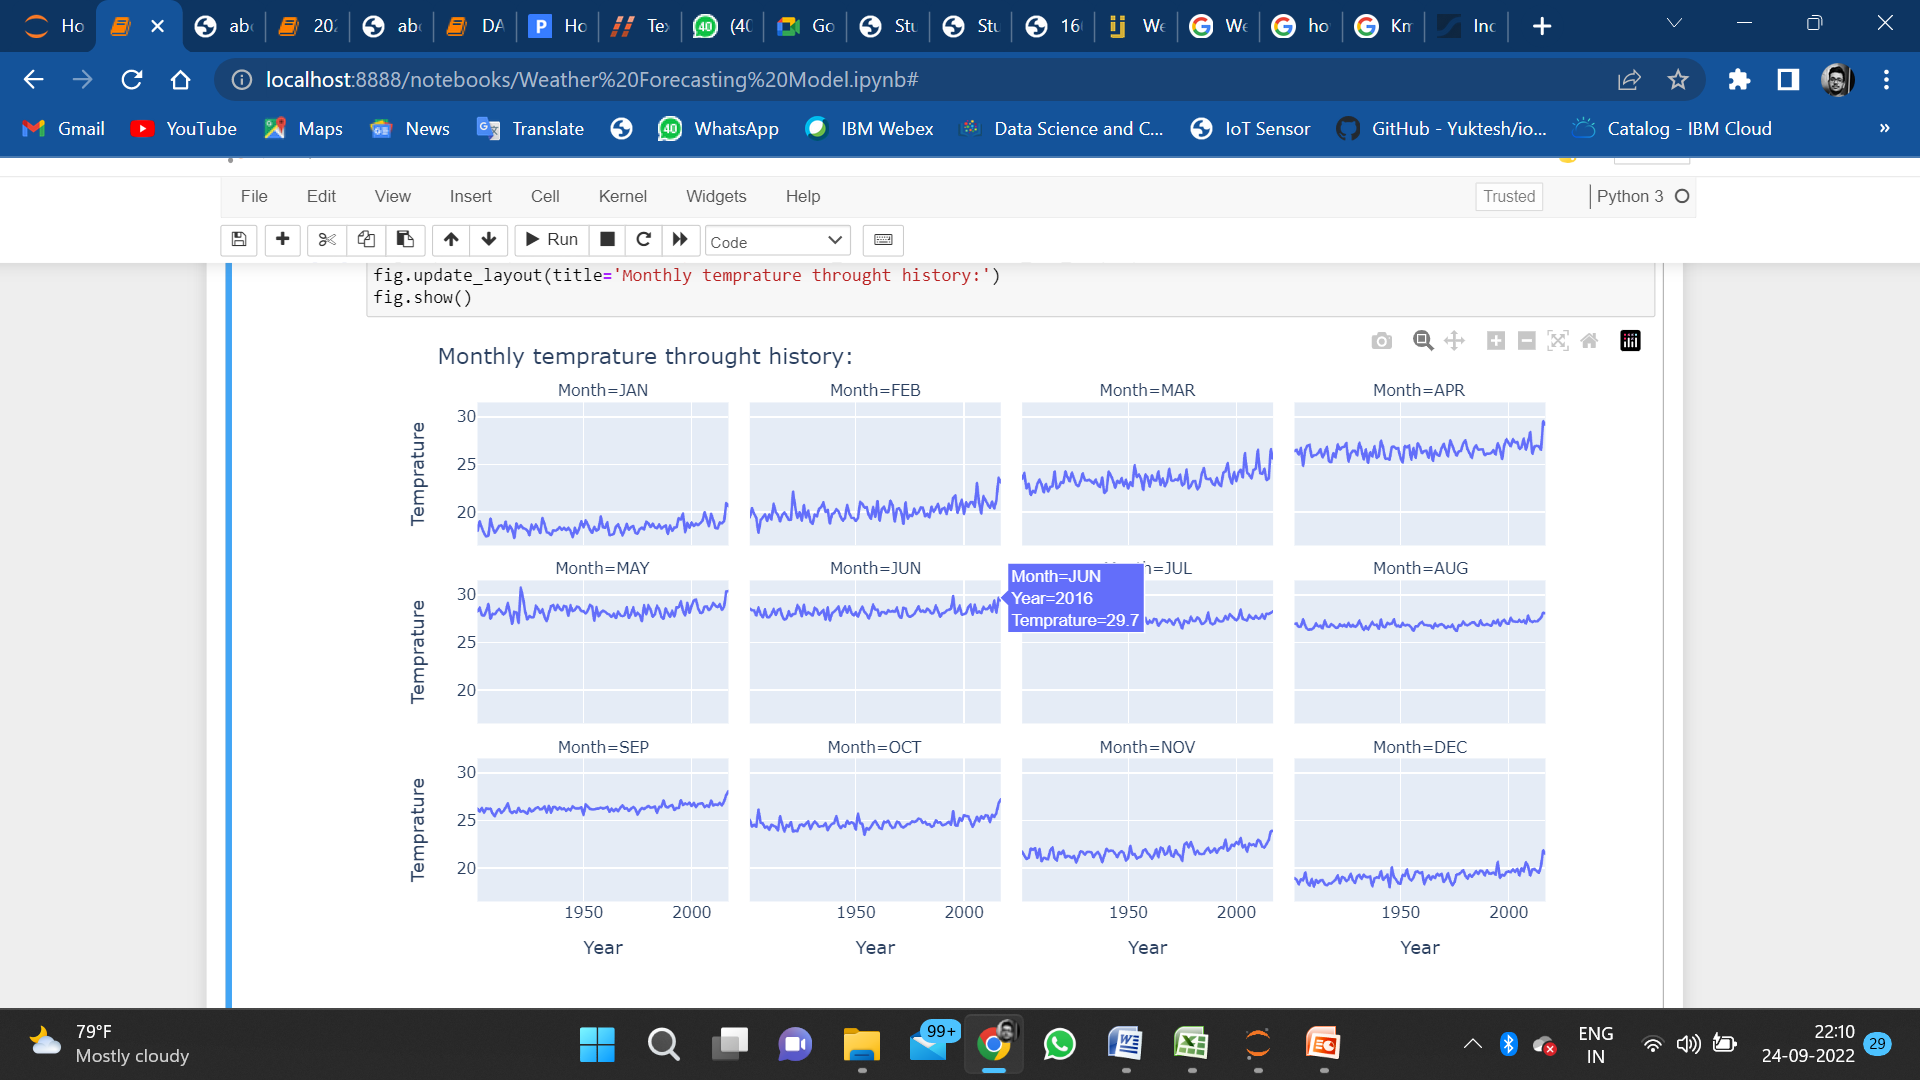 Ho ab 202 ab DA Ho Te (40 Go Stu Stu 16 We We ho Kn Inc
localhost:8888/notebooks/Weather%20Forecasting%20Model.ipynb#
Gmail YouTube Maps News Translate WhatsApp IBM Webex Data Science and C... IoT Sensor GitHub - Yuktesh/io... Catalog - IBM Cloud »
File Edit View Insert Cell Kernel Widgets Help Trusted Python 3
Run Code
fig.update_layout(title='Monthly temprature throught history:')
fig.show()
Monthly temprature throught history:
Month=JAN Month=FEB Month=MAR Month=APR
Temprature
30
25
20
Month=MAY Month=JUN h=JUL Month=AUG
Month=JUN
Year=2016
Temprature=29.7
Temprature
30
25
20
Month=SEP Month=OCT Month=NOV Month=DEC
Temprature
30
25
20
1950 2000 1950 2000 1950 2000 1950 2000
Year Year Year Year
79°F
Mostly cloudy
99+
ENG
IN
22:10
24-09-2022
29